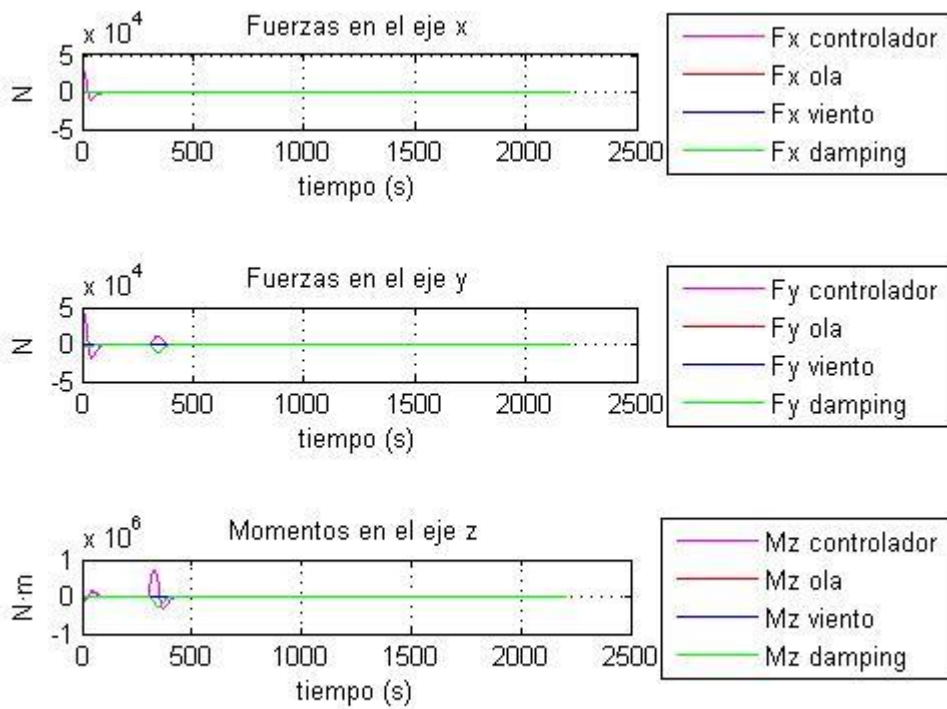 x 10^4
Fuerzas en el eje x
5
0
-5
N
0 500 1000 1500 2000 2500
tiempo (s)
Fx controlador
Fx ola
Fx viento
Fx damping
x 10^4
Fuerzas en el eje y
5
0
-5
N
0 500 1000 1500 2000 2500
tiempo (s)
Fy controlador
Fy ola
Fy viento
Fy damping
x 10^6
Momentos en el eje z
1
0
-1
N·m
0 500 1000 1500 2000 2500
tiempo (s)
Mz controlador
Mz ola
Mz viento
Mz damping